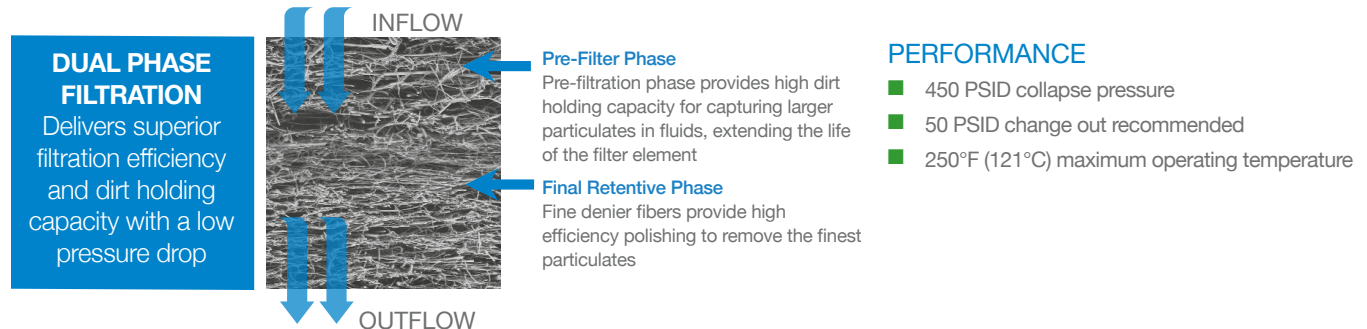 DUAL PHASE
FILTRATION
Delivers superior
filtration efficiency
and dirt holding
capacity with a low
pressure drop
INFLOW
OUTFLOW
Pre-Filter Phase
Pre-filtration phase provides high dirt
holding capacity for capturing larger
particulates in fluids, extending the life
of the filter element
Final Retentive Phase
Fine denier fibers provide high
efficiency polishing to remove the finest
particulates
PERFORMANCE
450 PSID collapse pressure
50 PSID change out recommended
250°F (121°C) maximum operating temperature